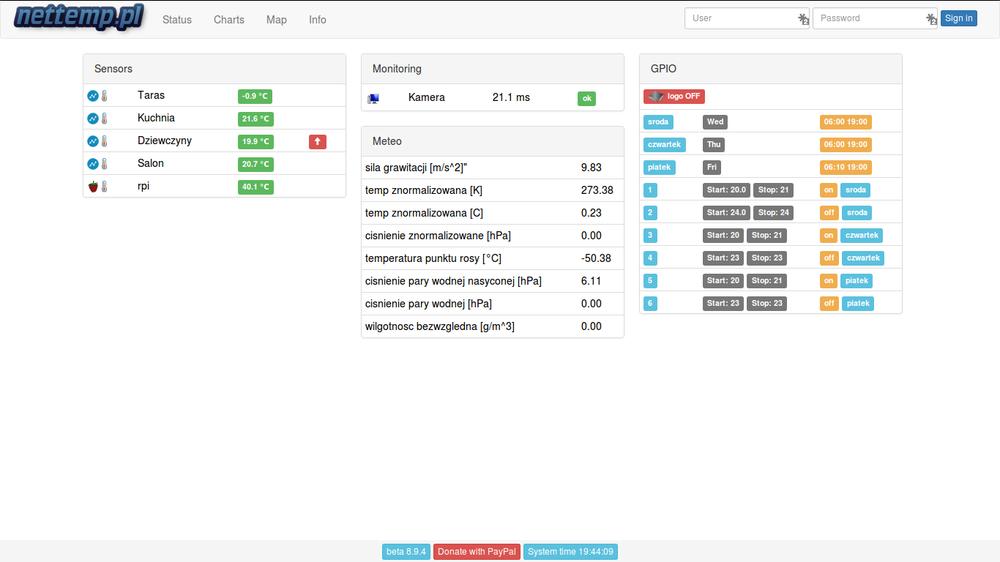 nettemp.pl Status Charts Map Info User Password Sign in
Sensors
Taras -0.9 °C
Kuchnia 21.6 °C
Dziewczyny 19.9 °C
Salon 20.7 °C
rpi 40.1 °C
Monitoring
Kamera 21.1 ms ok
Meteo
sila grawitacji [m/s^2]" 9.83
temp znormalizowana [K] 273.38
temp znormalizowana [C] 0.23
cisnienie znormalizowane [hPa] 0.00
temperatura punktu rosy [°C] -50.38
cisnienie pary wodnej nasyconej [hPa] 6.11
cisnienie pary wodnej [hPa] 0.00
wilgotnosc bezwzgledna [g/m^3] 0.00
GPIO
logo OFF
sroda Wed 06:00 19:00
czwartek Thu 06:00 19:00
piatek Fri 06:10 19:00
1 Start: 20.0 Stop: 21 on sroda
2 Start: 24.0 Stop: 24 off sroda
3 Start: 20 Stop: 21 on czwartek
4 Start: 23 Stop: 23 off czwartek
5 Start: 20 Stop: 21 on piatek
6 Start: 23 Stop: 23 off piatek
beta 8.9.4 Donate with PayPal System time 19:44:09